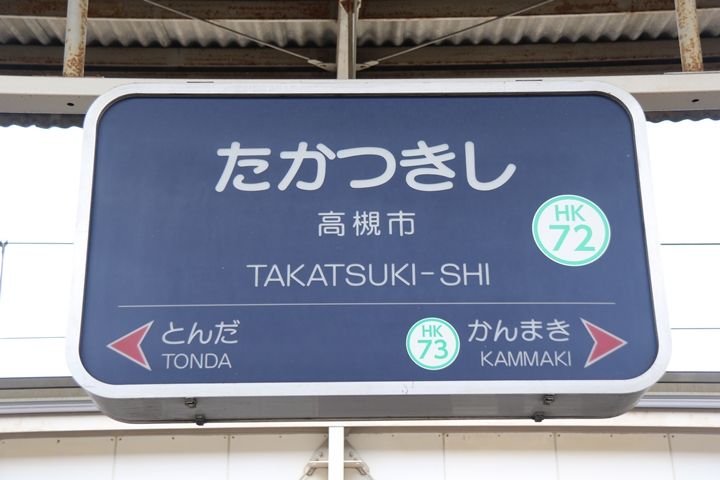 たかつきし
高槻市
HK
72
TAKATSUKI-SHI
とんだ
TONDA
HK
73
かんまき
KAMMAKI